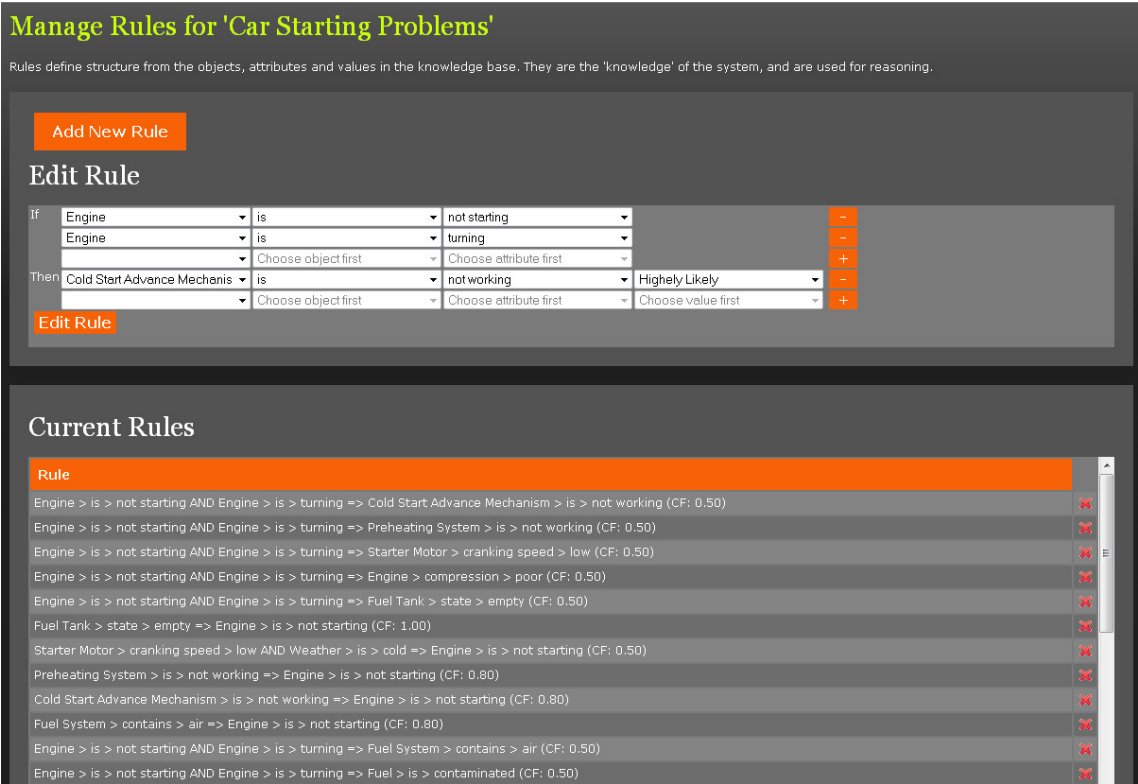 Manage Rules for 'Car Starting Problems'
Rules define structure from the objects, attributes and values in the knowledge base. They are the 'knowledge' of the system, and are used for reasoning.
Add New Rule
Edit Rule
If Engine is not starting -
Engine is turning -
Choose object first Choose attribute first +
Then Cold Start Advance Mechanis is not working Highely Likely -
Choose object first Choose attribute first Choose value first +
Edit Rule
Current Rules
Rule
Engine > is > not starting AND Engine > is > turning => Cold Start Advance Mechanism > is > not working (CF: 0.50)
Engine > is > not starting AND Engine > is > turning => Preheating System > is > not working (CF: 0.50)
Engine > is > not starting AND Engine > is > turning => Starter Motor > cranking speed > low (CF: 0.50)
Engine > is > not starting AND Engine > is > turning => Engine > compression > poor (CF: 0.50)
Engine > is > not starting AND Engine > is > turning => Fuel Tank > state > empty (CF: 0.50)
Fuel Tank > state > empty => Engine > is > not starting (CF: 1.00)
Starter Motor > cranking speed > low AND Weather > is > cold => Engine > is > not starting (CF: 0.50)
Preheating System > is > not working => Engine > is > not starting (CF: 0.80)
Cold Start Advance Mechanism > is > not working => Engine > is > not starting (CF: 0.80)
Fuel System > contains > air => Engine > is > not starting (CF: 0.80)
Engine > is > not starting AND Engine > is > turning => Fuel System > contains > air (CF: 0.50)
Engine > is > not starting AND Engine > is > turning => Fuel > is > contaminated (CF: 0.50)